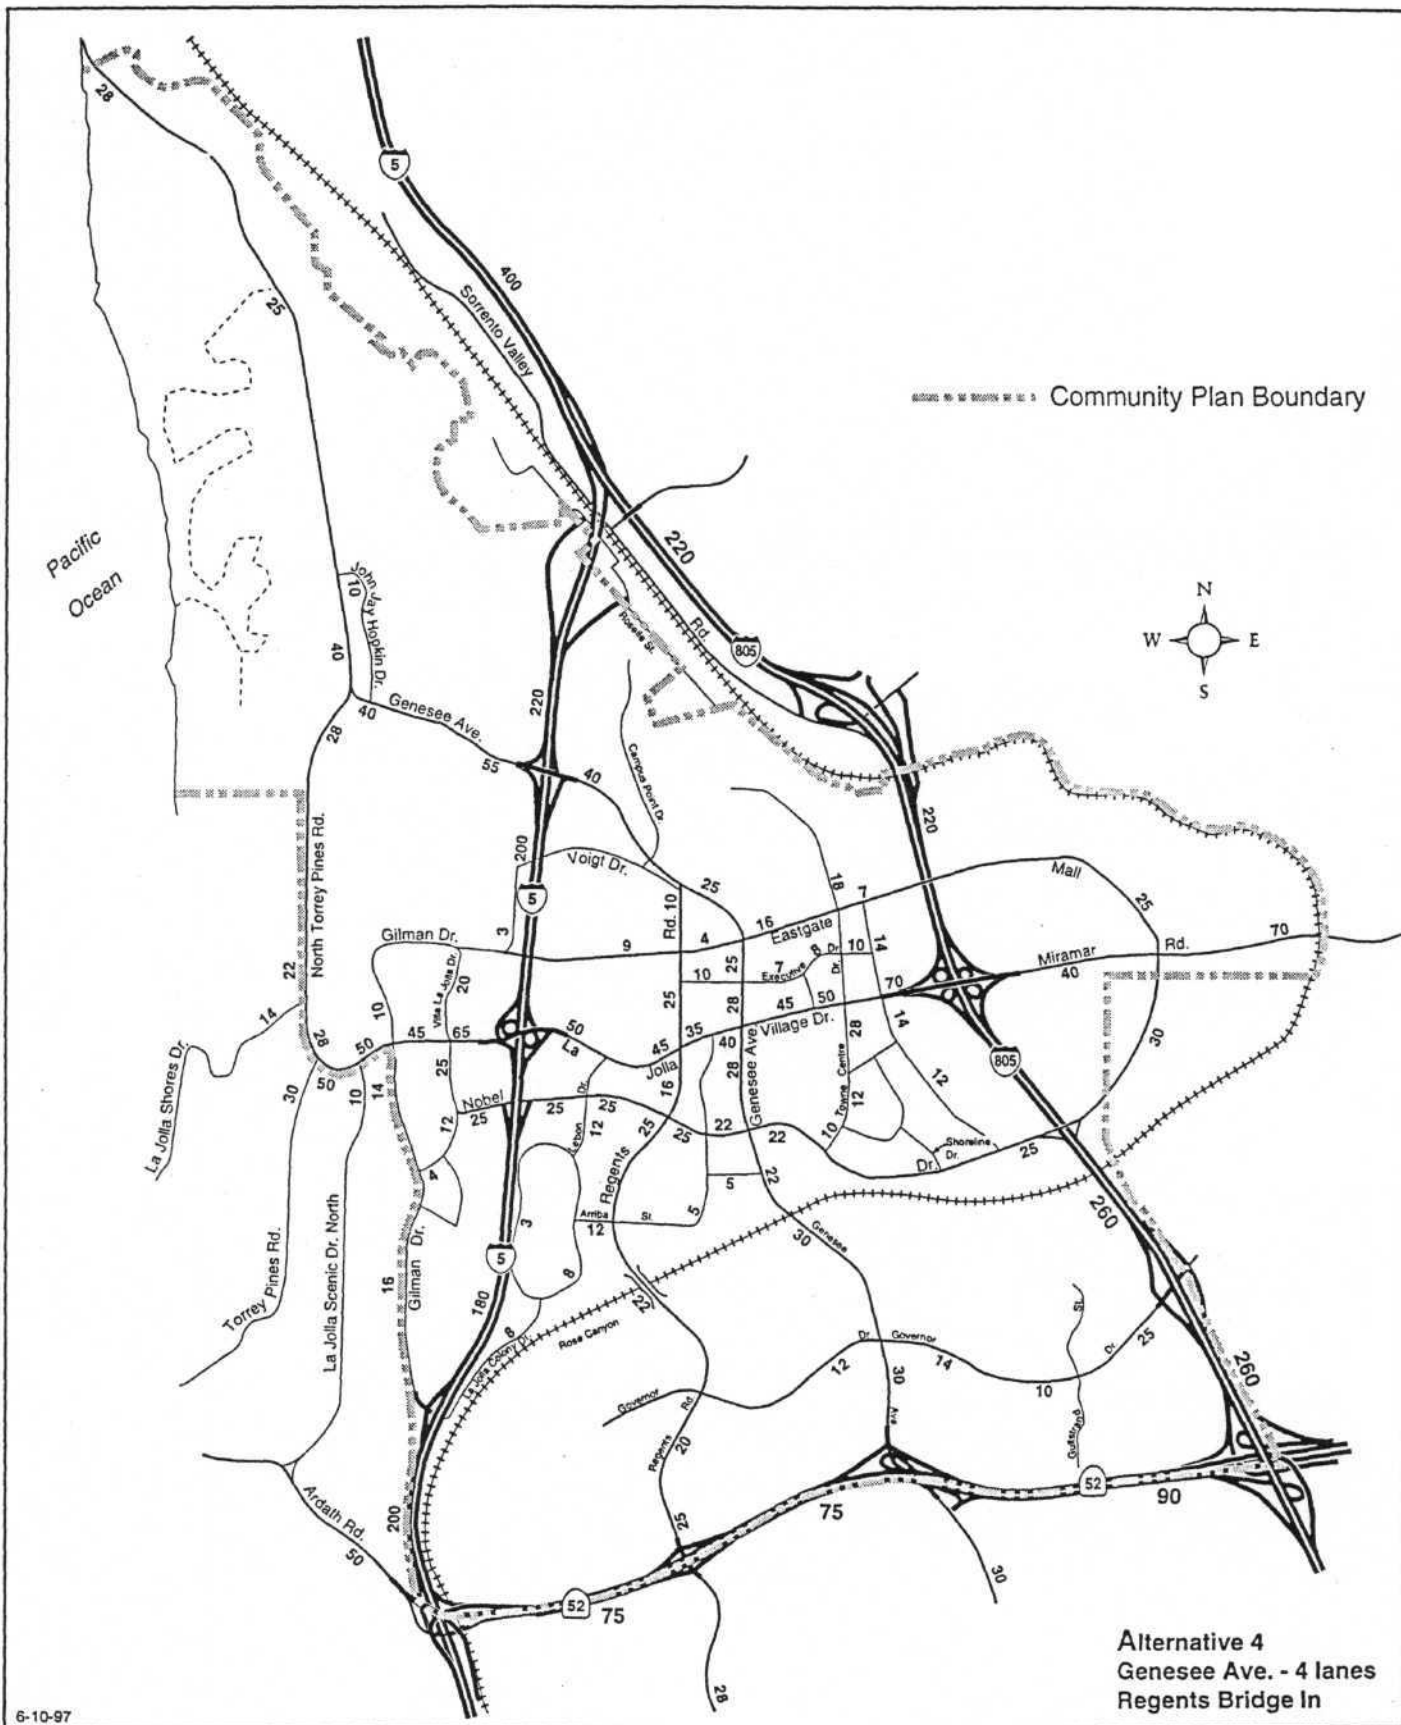 28
5
400
Sorrento Valley
25
Community Plan Boundary
Pacific
Ocean
220
John Jay Hopkin Dr.
10
Roselle St.
Rd.
805
N
W
E
S
40
40
Genesee Ave.
220
28
55
40
Campus Point Dr.
220
North Torrey Pines Rd.
200
Voigt Dr.
25
18
7
Mall
25
5
Rd. 10
16
Eastgate
Gilman Dr.
3
9
4
8
Dr.
10
14
Miramar
Rd.
70
40
22
Villa La Jolla Dr.
20
10
25
7
Executive
Dr.
70
14
10
25
28
45
50
Village Dr.
28
50
45
65
50
La
45
Jolla
35
40
28
14
30
La Jolla Shores Dr.
30
50
10
14
25
Nobel
25
25
Dr.
25
16
28
Genesee Ave.
Towne Centre
12
12
805
12
Lebon
12
25
25
22
22
10
Shoreline
Dr.
Dr.
25
4
Regents
5
22
Arriba
St.
12
5
3
30
Genesee
260
Torrey Pines Rd.
La Jolla Scenic Dr. North
16
Gilman Dr.
5
8
22
180
8
La Jolla Colony Dr.
Rose Canyon
Dr.
Governor
12
14
10
St.
Dr.
25
260
30
Ave
Governor
Rd
Regents
20
Gullstrand
Ardath Rd.
50
200
25
75
52
90
52
75
30
28
Alternative 4
Genesee Ave. - 4 lanes
Regents Bridge In
6-10-97